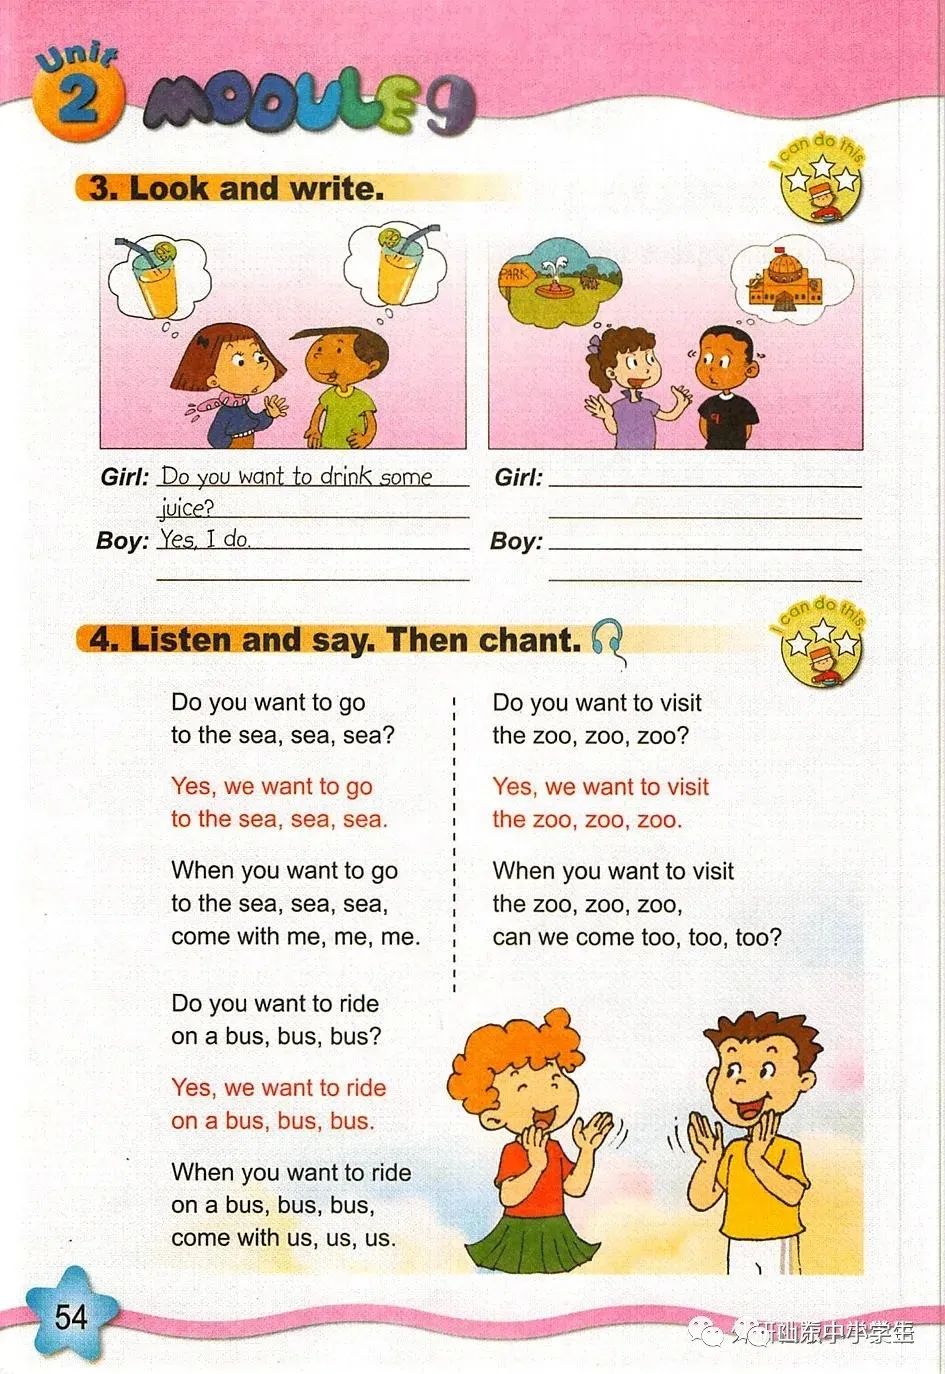 Unit
2 MODULE 9
I can do this.
3. Look and write.
PARK
Girl: Do you want to drink some
juice?
Boy: Yes, I do.
Girl:
Boy:
I can do this.
4. Listen and say. Then chant.
Do you want to go
to the sea, sea, sea?
Yes, we want to go
to the sea, sea, sea.
When you want to go
to the sea, sea, sea,
come with me, me, me.
Do you want to ride
on a bus, bus, bus?
Yes, we want to ride
on a bus, bus, bus.
When you want to ride
on a bus, bus, bus,
come with us, us, us.
Do you want to visit
the zoo, zoo, zoo?
Yes, we want to visit
the zoo, zoo, zoo.
When you want to visit
the zoo, zoo, zoo,
can we come too, too, too?
54